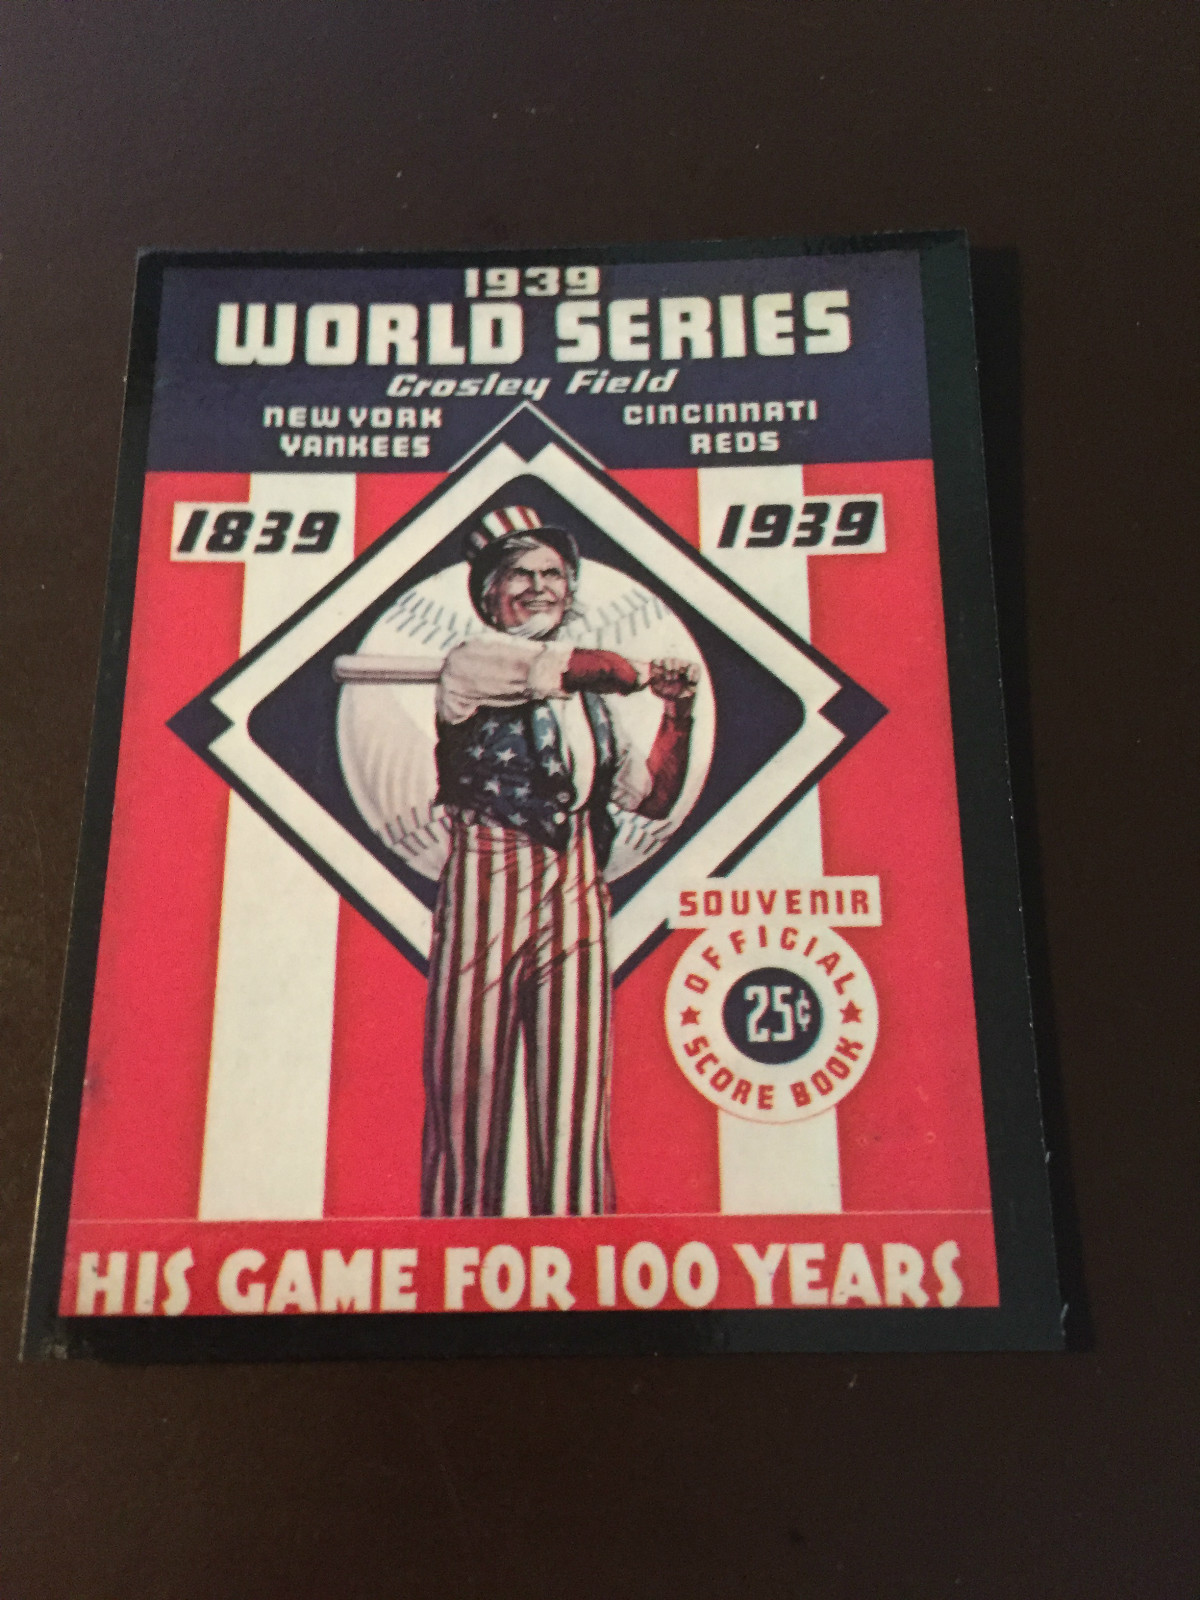 1939
WORLD SERIES
Crosley Field
NEW YORK
YANKEES
CINCINNATI
REDS
1839
1939
SOUVENIR
OFFICIAL
25¢
SCORE BOOK
HIS GAME FOR 100 YEARS